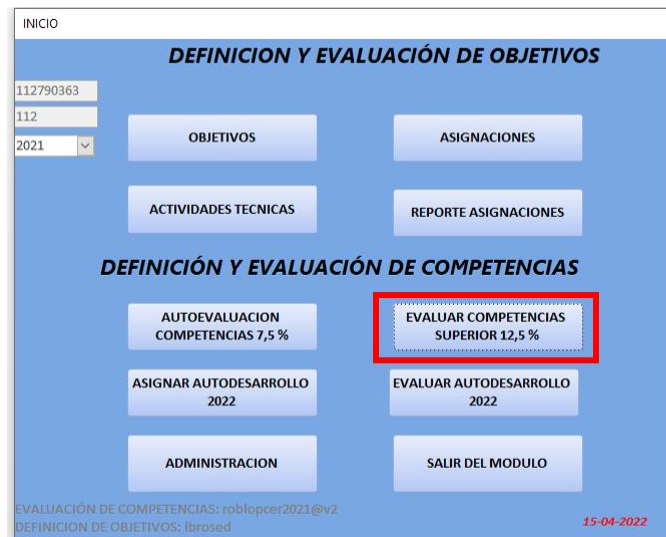 INICIO
DEFINICION Y EVALUACIÓN DE OBJETIVOS
112790363
112
2021
OBJETIVOS
ASIGNACIONES
ACTIVIDADES TECNICAS
REPORTE ASIGNACIONES
DEFINICIÓN Y EVALUACIÓN DE COMPETENCIAS
AUTOEVALUACION
COMPETENCIAS 7,5 %
EVALUAR COMPETENCIAS
SUPERIOR 12,5 %
ASIGNAR AUTODESARROLLO
2022
EVALUAR AUTODESARROLLO
2022
ADMINISTRACION
SALIR DEL MODULO
EVALUACIÓN DE COMPETENCIAS: roblopcer2021@v2
DEFINICION DE OBJETIVOS: lbrosed
15-04-2022